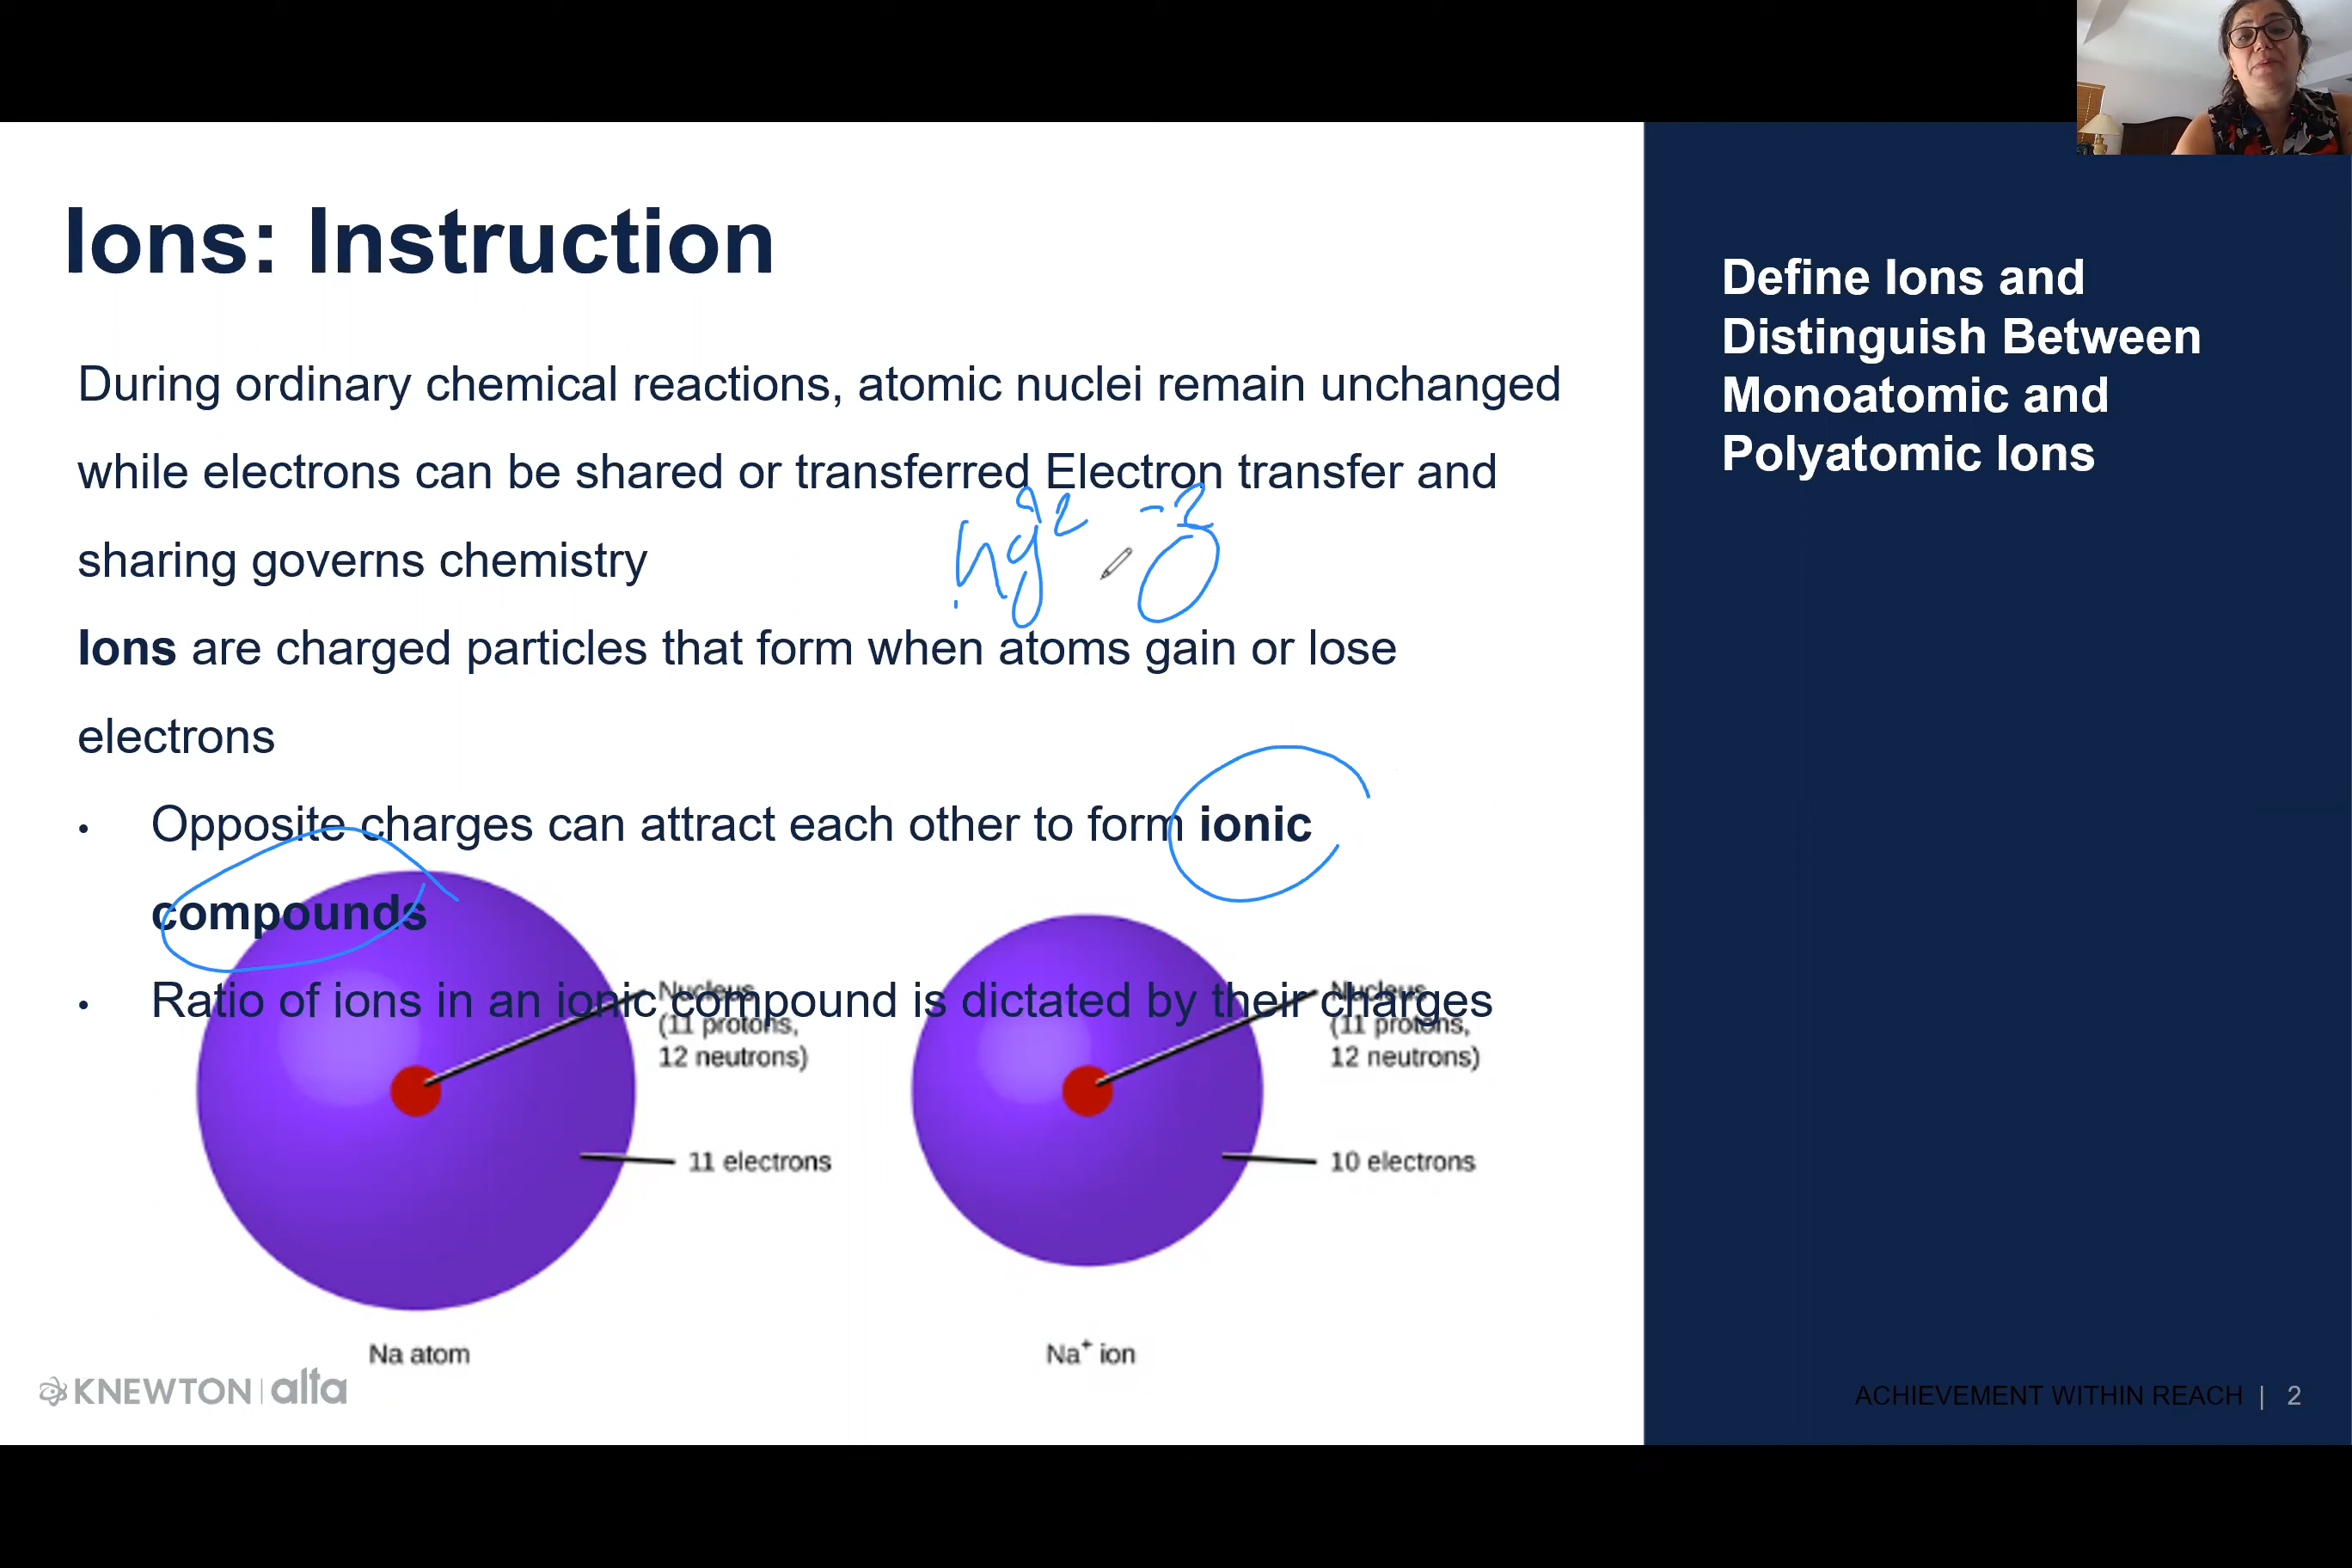 Ions: Instruction
During ordinary chemical reactions, atomic nuclei remain unchanged
while electrons can be shared or transferred Electron transfer and
sharing governs chemistry
Ions are charged particles that form when atoms gain or lose
electrons
• Opposite charges can attract each other to form ionic
compounds
• Ratio of ions in an ionic compound is dictated by their charges
Nucleus
(11 protons,
12 neutrons)
11 electrons
Na atom
Nucleus
(11 protons,
12 neutrons)
10 electrons
Na⁺ ion
KNEWTON | alta
Define Ions and
Distinguish Between
Monoatomic and
Polyatomic Ions
ACHIEVEMENT WITHIN REACH | 2